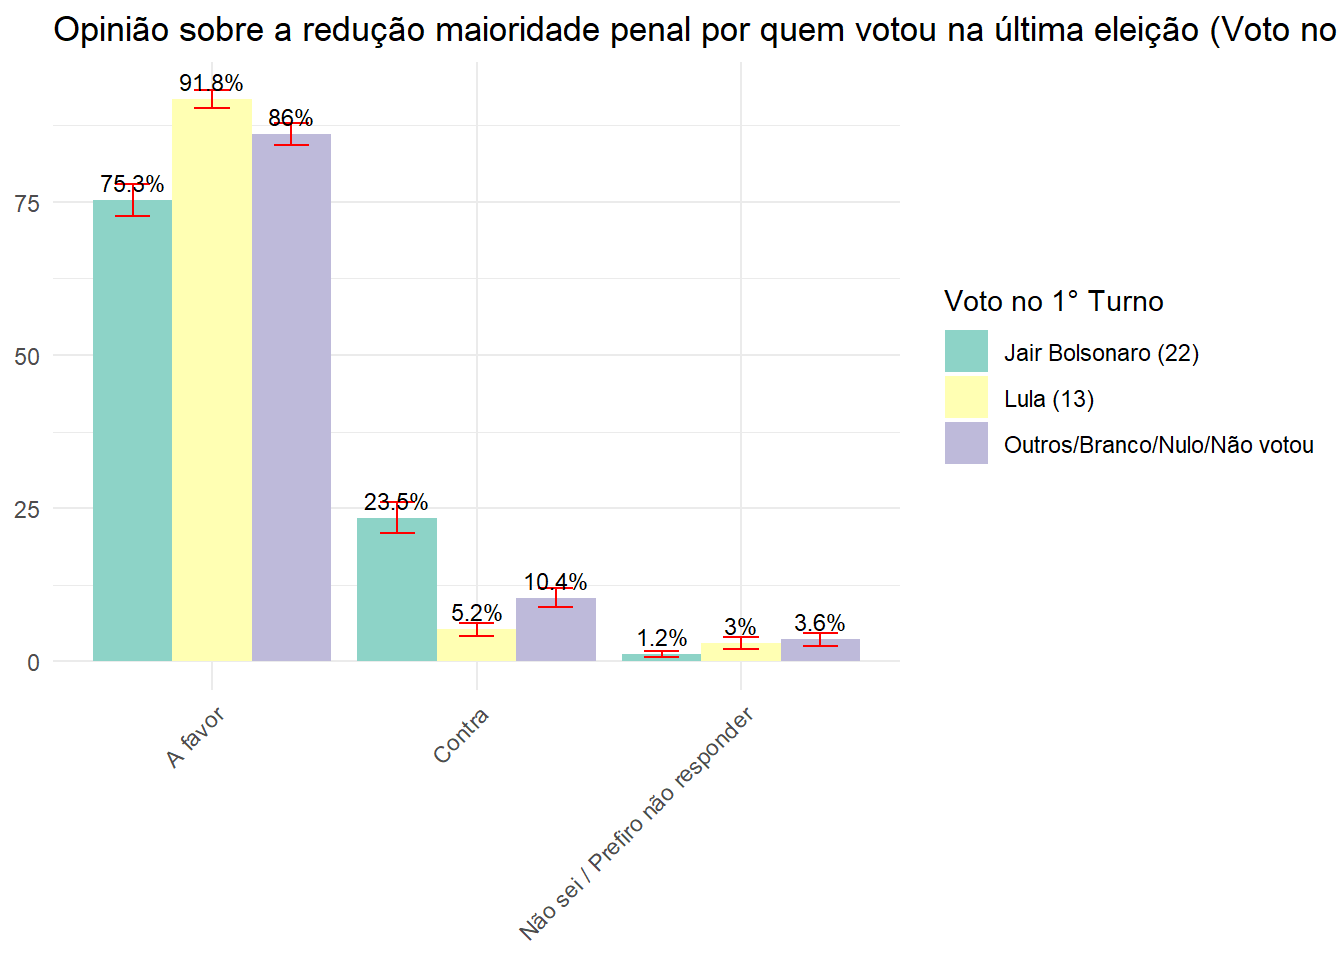 Opinião sobre a redução maioridade penal por quem votou na última eleição (Voto no
91.8%
86%
75.3%
23.5%
10.4%
5.2%
1.2%
3%
3.6%
75
50
25
0
A favor
Contra
Não sei / Prefiro não responder
Voto no 1° Turno
Jair Bolsonaro (22)
Lula (13)
Outros/Branco/Nulo/Não votou